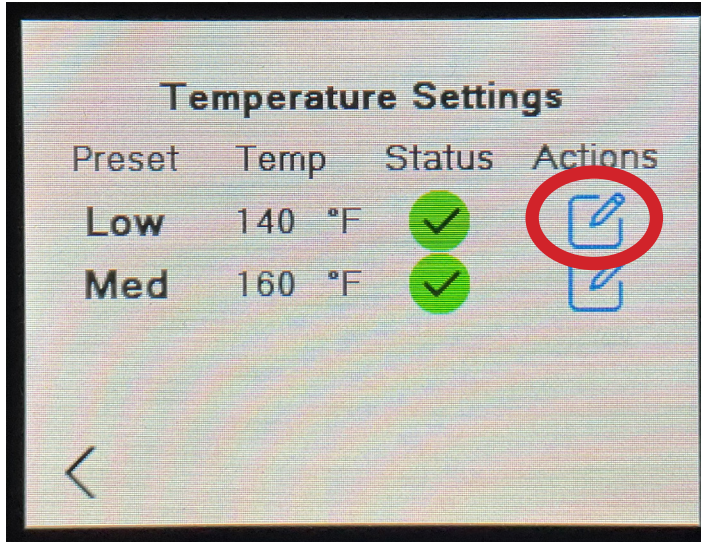 Temperature Settings
Preset Temp Status Actions
Low 140 °F
Med 160 °F